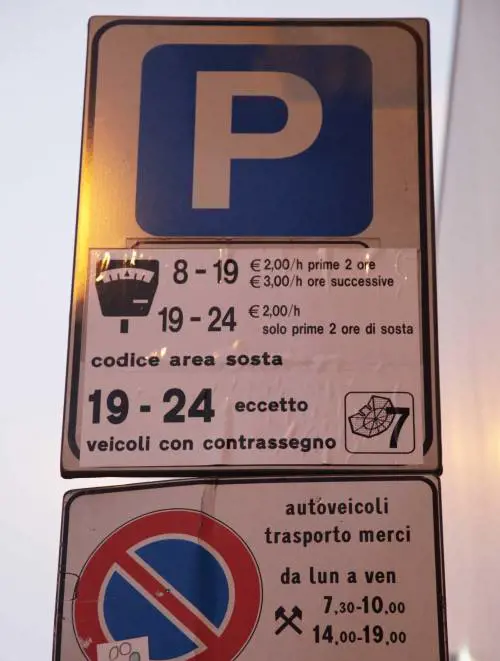 P
8 - 19 € 2,00/h prime 2 ore
€ 3,00/h ore successive
19 - 24 € 2,00/h
solo prime 2 ore di sosta
codice area sosta
19 - 24 eccetto
veicoli con contrassegno 7
autoveicoli
trasporto merci
da lun a ven
7,30-10,00
14,00-19,00